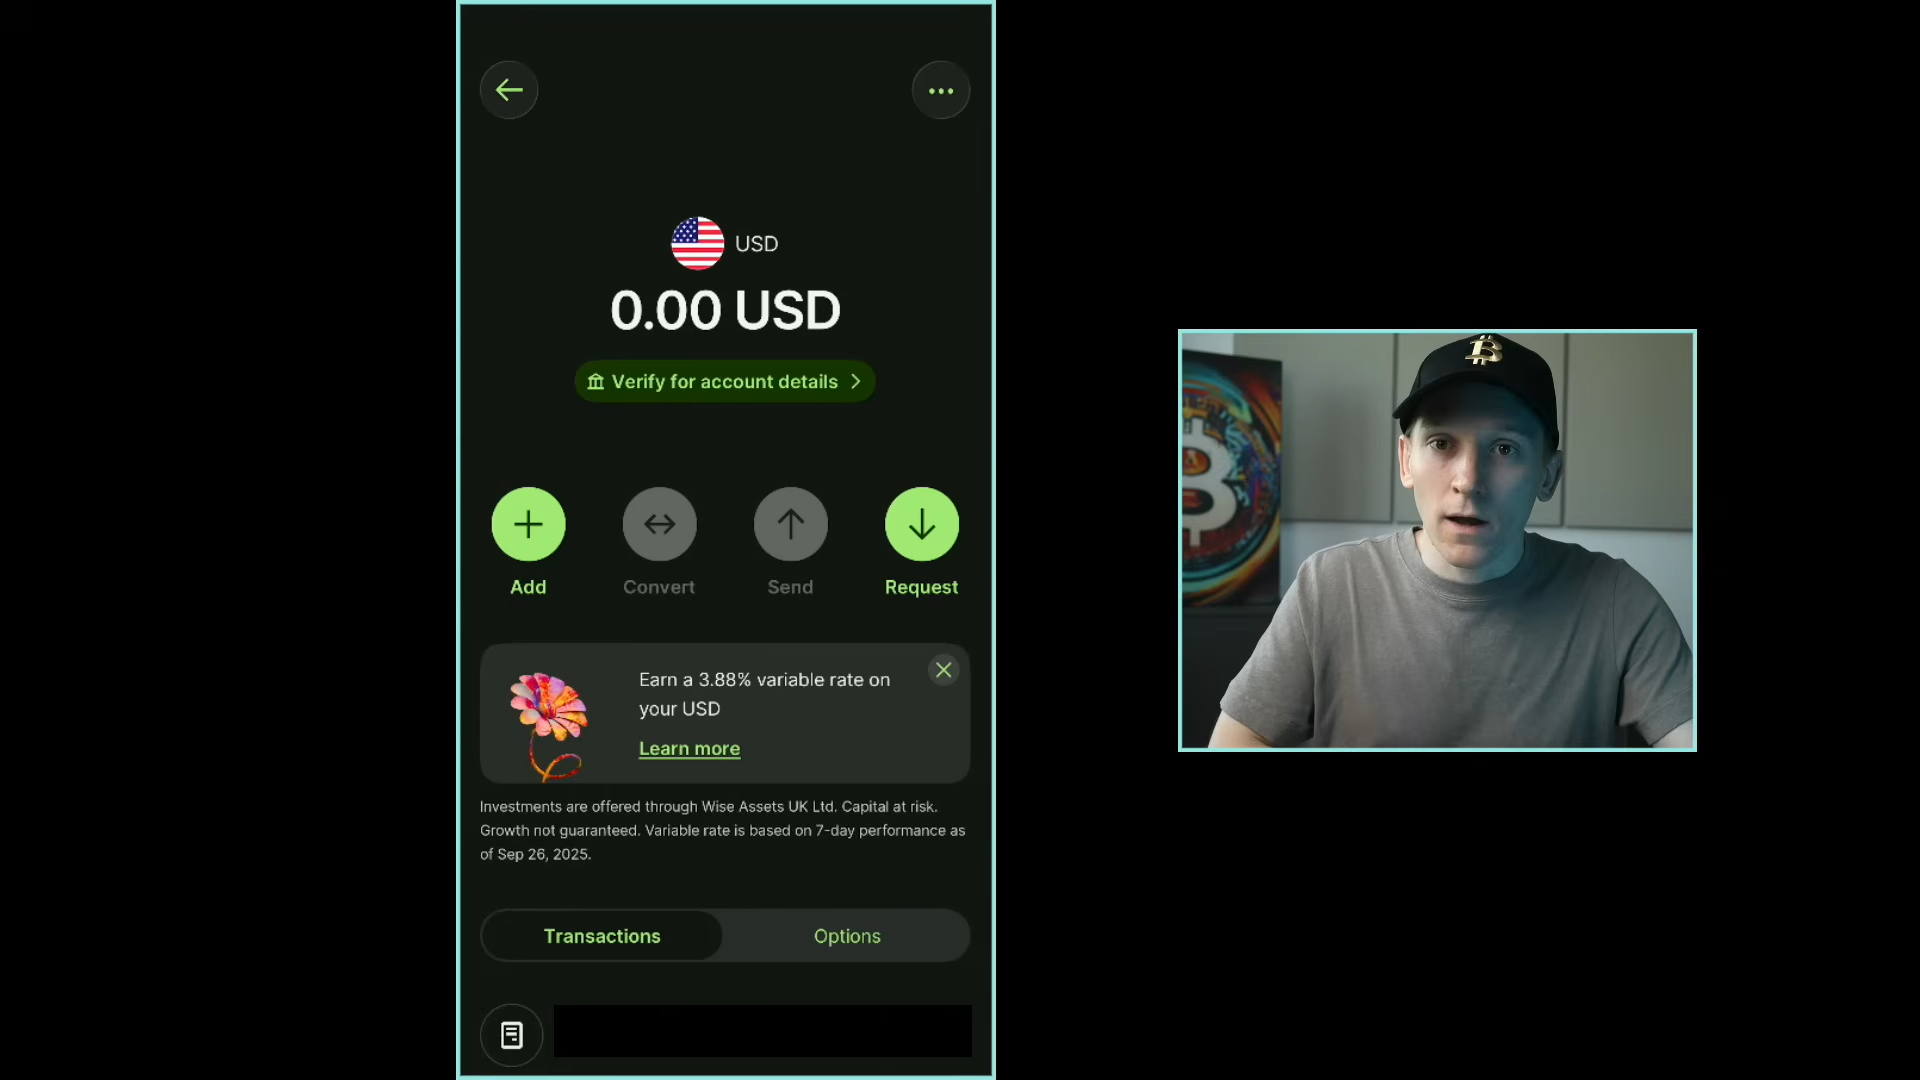 USD
0.00 USD
Verify for account details
Add
Convert
Send
Request
Earn a 3.88% variable rate on
your USD
Learn more
Investments are offered through Wise Assets UK Ltd. Capital at risk.
Growth not guaranteed. Variable rate is based on 7-day performance as
of Sep 26, 2025.
Transactions
Options